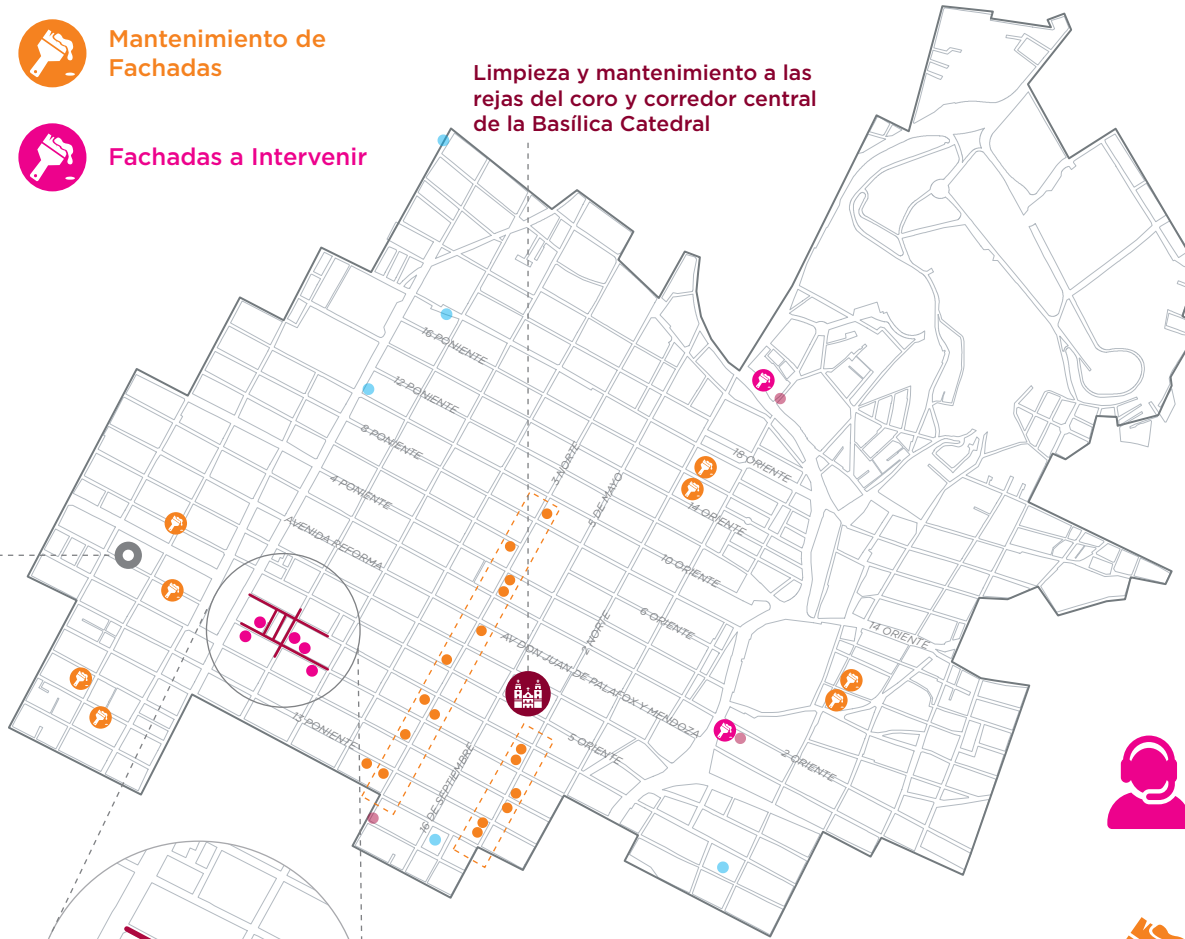 Mantenimiento de
Fachadas
Limpieza y mantenimiento a las
rejas del coro y corredor central
de la Basílica Catedral
Fachadas a Intervenir
16 PONIENTE
12 PONIENTE
8 PONIENTE
4 PONIENTE
AVENIDA REFORMA
3 NORTE
5 DE MAYO
18 ORIENTE
14 ORIENTE
10 ORIENTE
6 ORIENTE
2 NORTE
14 ORIENTE
AV DON JUAN DE PALAFOX Y MENDOZA
13 PONIENTE
16 DE SEPTIEMBRE
5 ORIENTE
2 ORIENTE